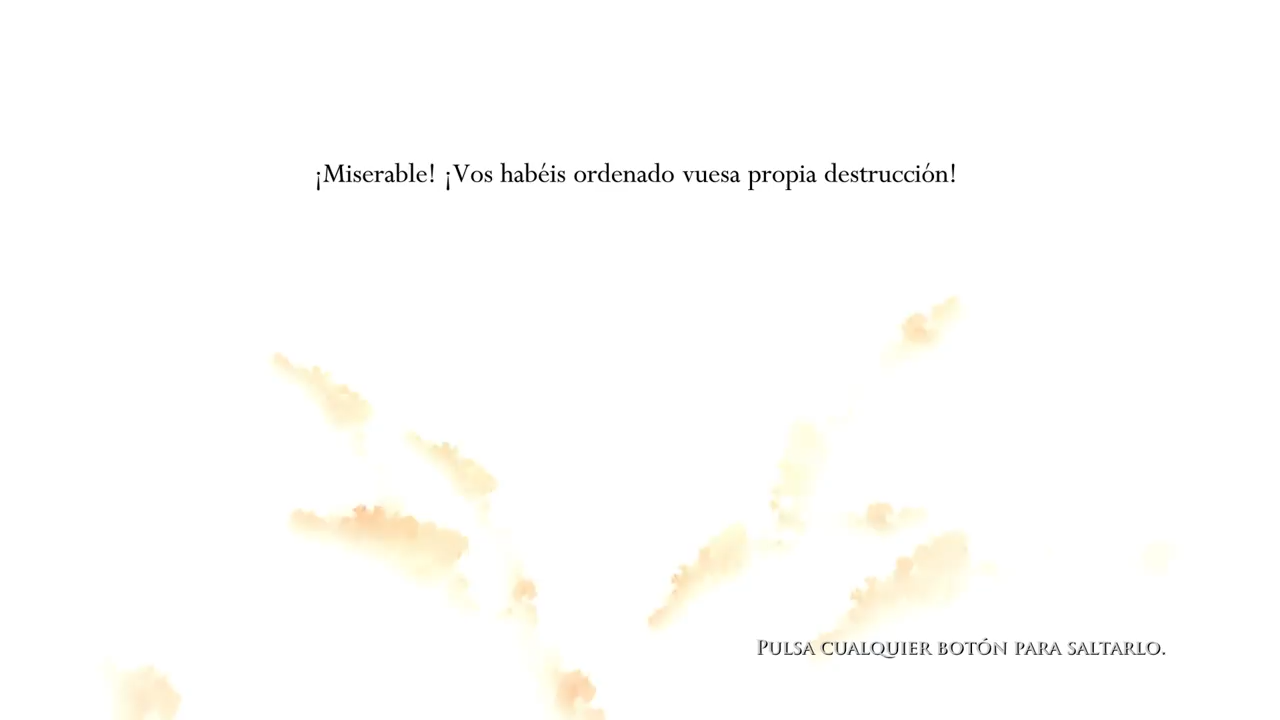 ¡Miserable! ¡Vos habéis ordenado vuesa propia destrucción!
Pulsa cualquier botón para saltarlo.